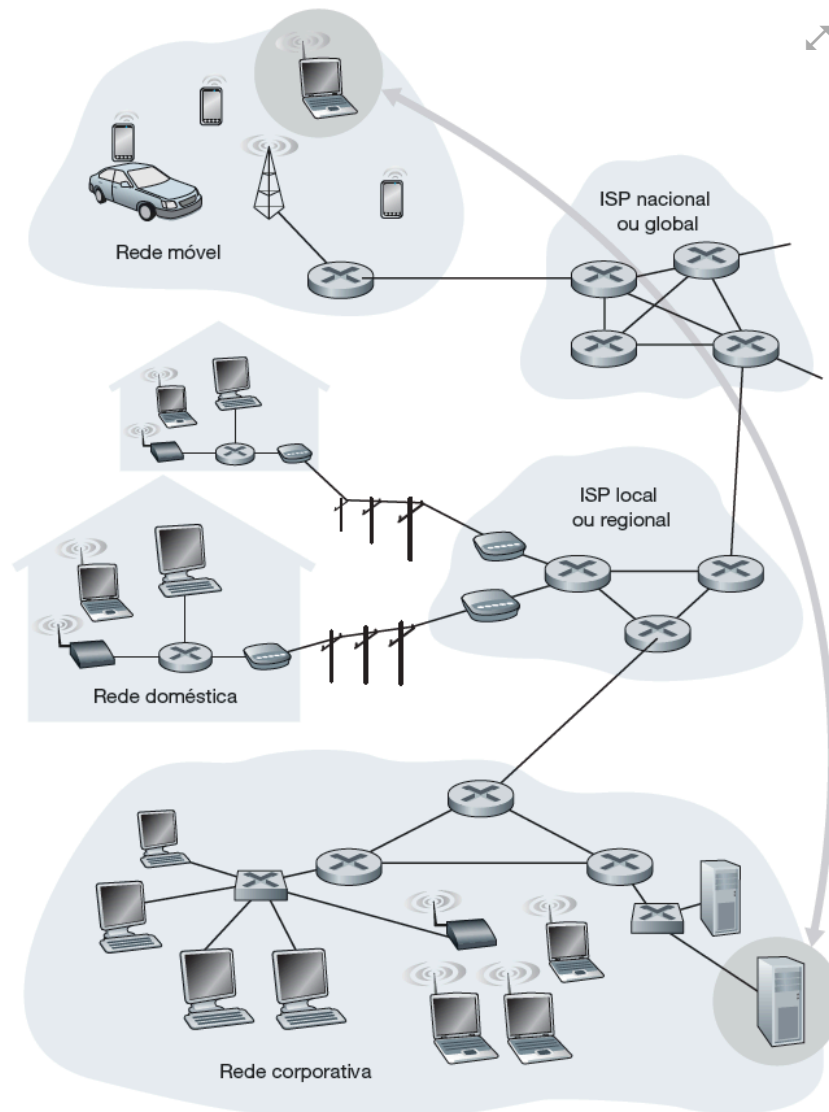 ISP nacional
ou global
Rede móvel
ISP local
ou regional
Rede doméstica
Rede corporativa